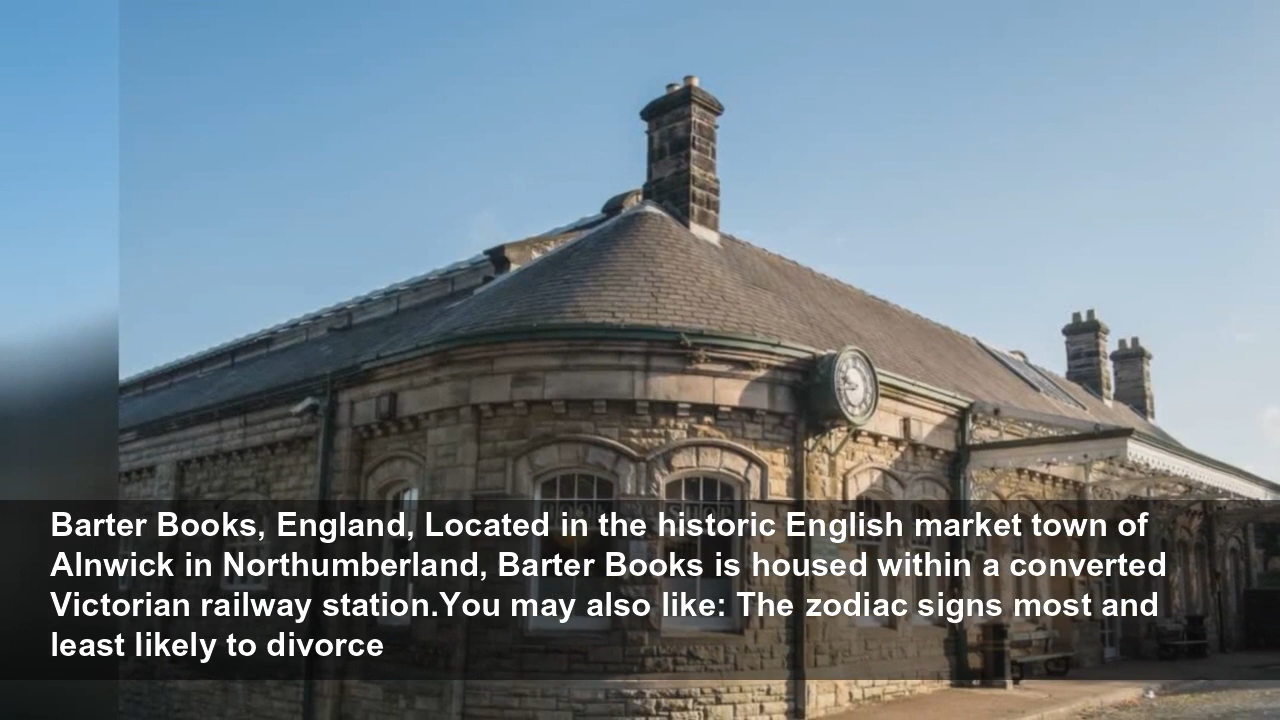 Barter Books, England, Located in the historic English market town of
Alnwick in Northumberland, Barter Books is housed within a converted
Victorian railway station.You may also like: The zodiac signs most and
least likely to divorce